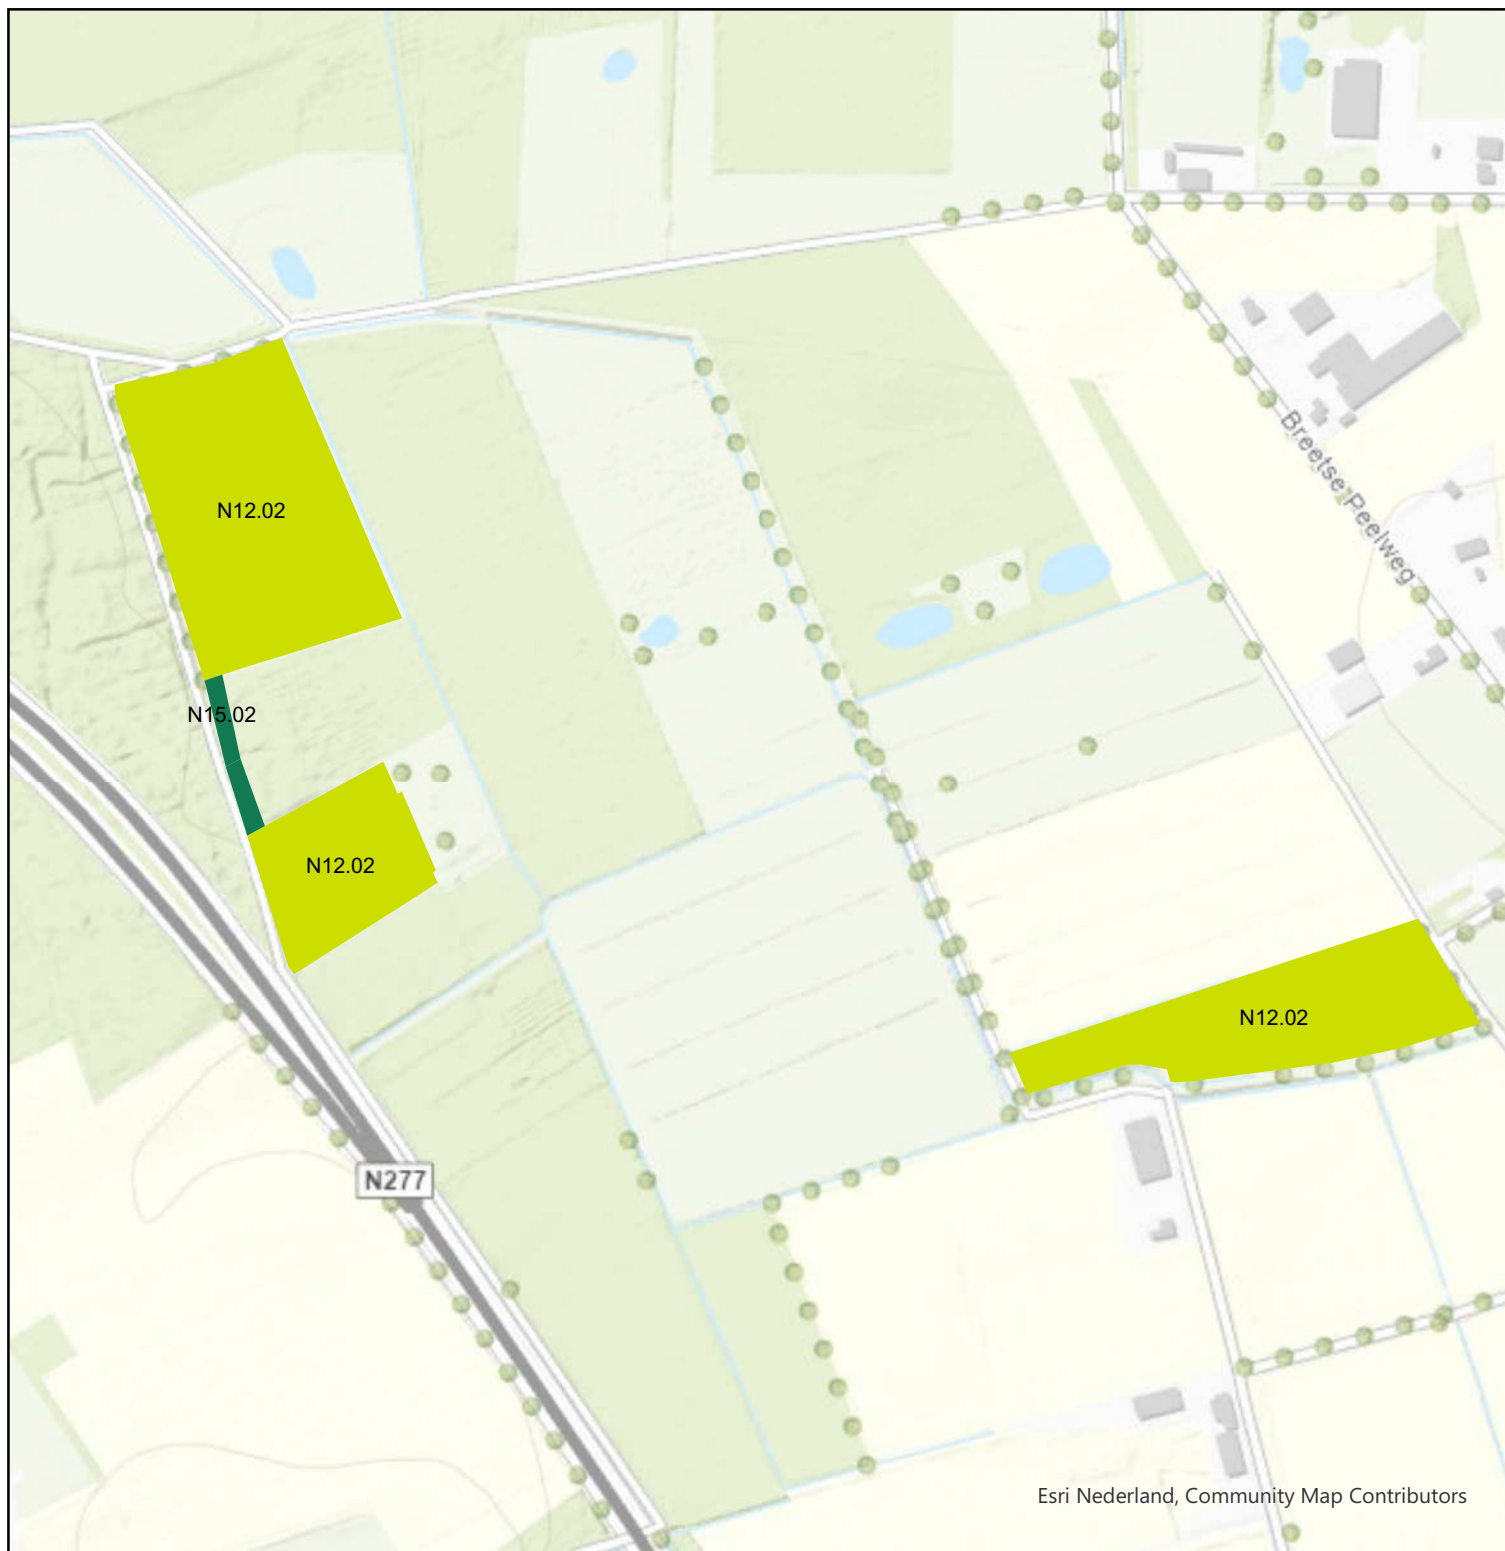 N12.02
Breetse Peelweg
N15.02
N12.02
N12.02
N277
Esri Nederland, Community Map Contributors